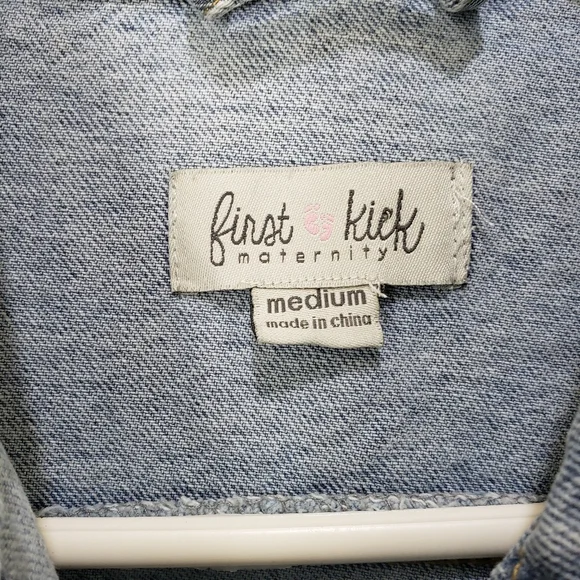 first kick
maternity
medium
made in china